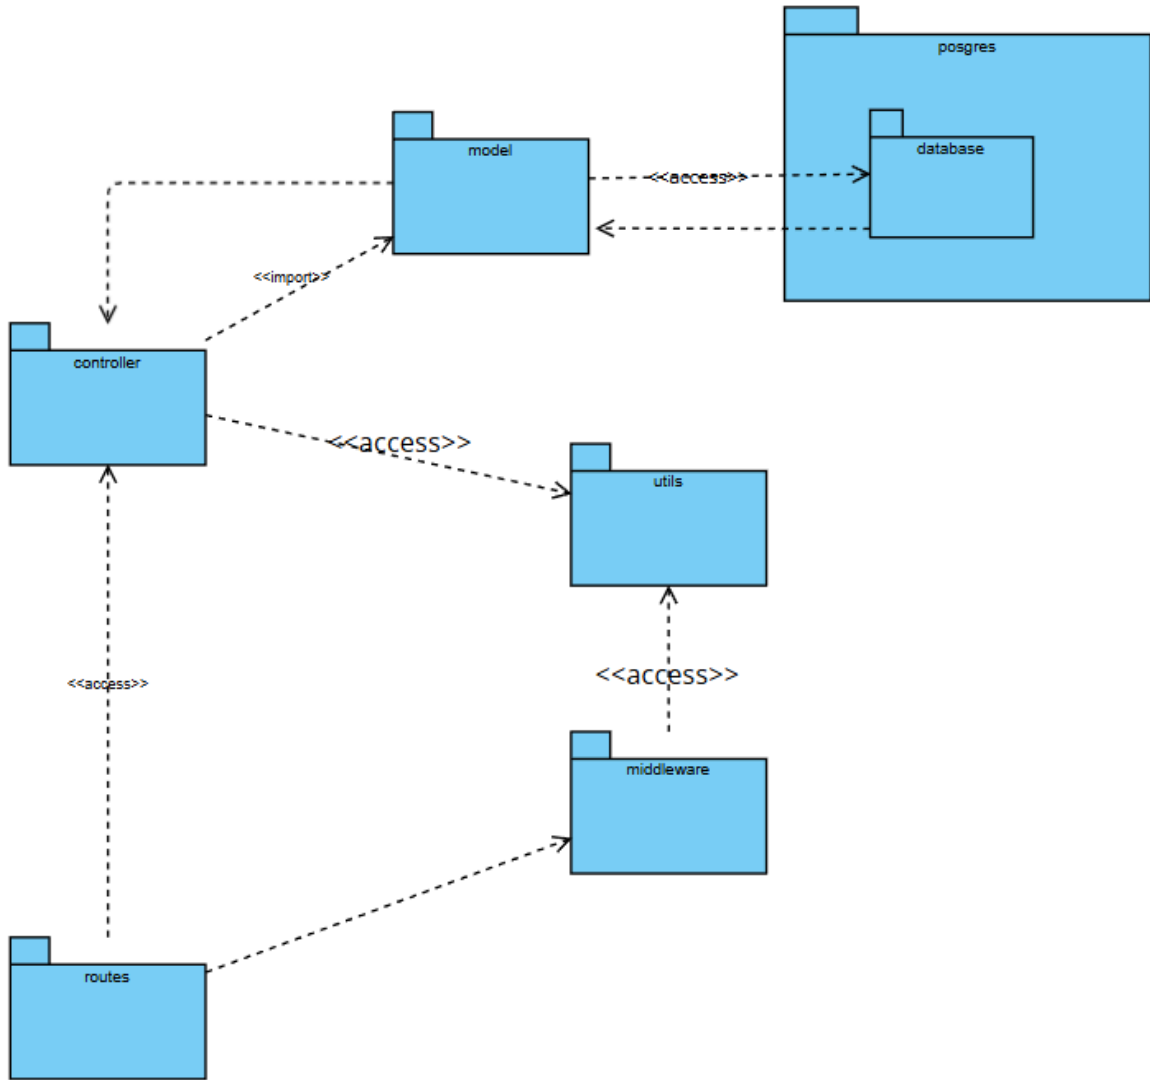 posgres
model
database
<<access>>
<<import>>
controller
<<access>>
utils
<<access>>
<<access>>
middleware
routes